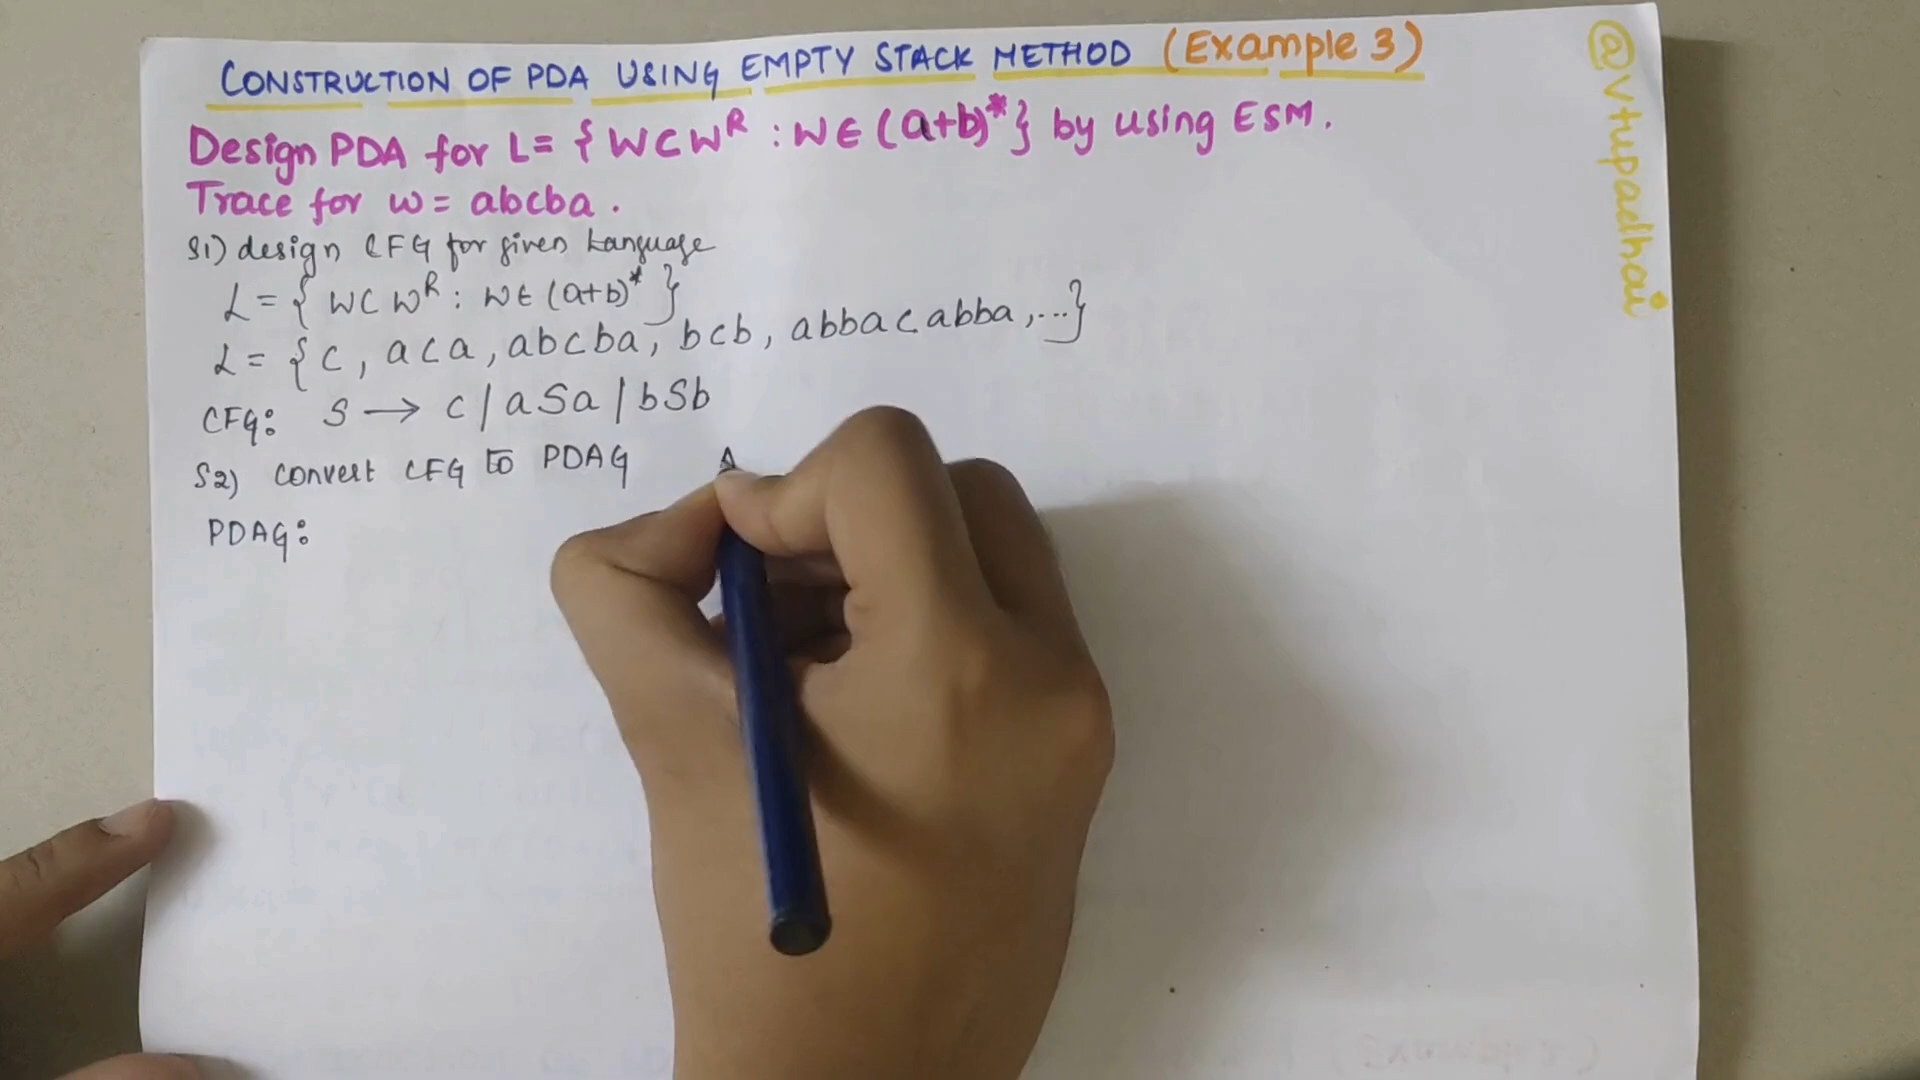 CONSTRUCTION OF PDA USING EMPTY STACK METHOD (Example 3)
Design PDA for L= { WCW^R : W∈(a+b)^* } by using ESM.
Trace for w= abcba.
S1) design CFG for given Language
L= { WCW^R : W∈(a+b)^* }
L= { c, aca, abcba, bcb, abbacabba,...}
CFG: S → c/aSa/bSb
S2) convert CFG to PDAG A
PDAG:
@vtupadhai